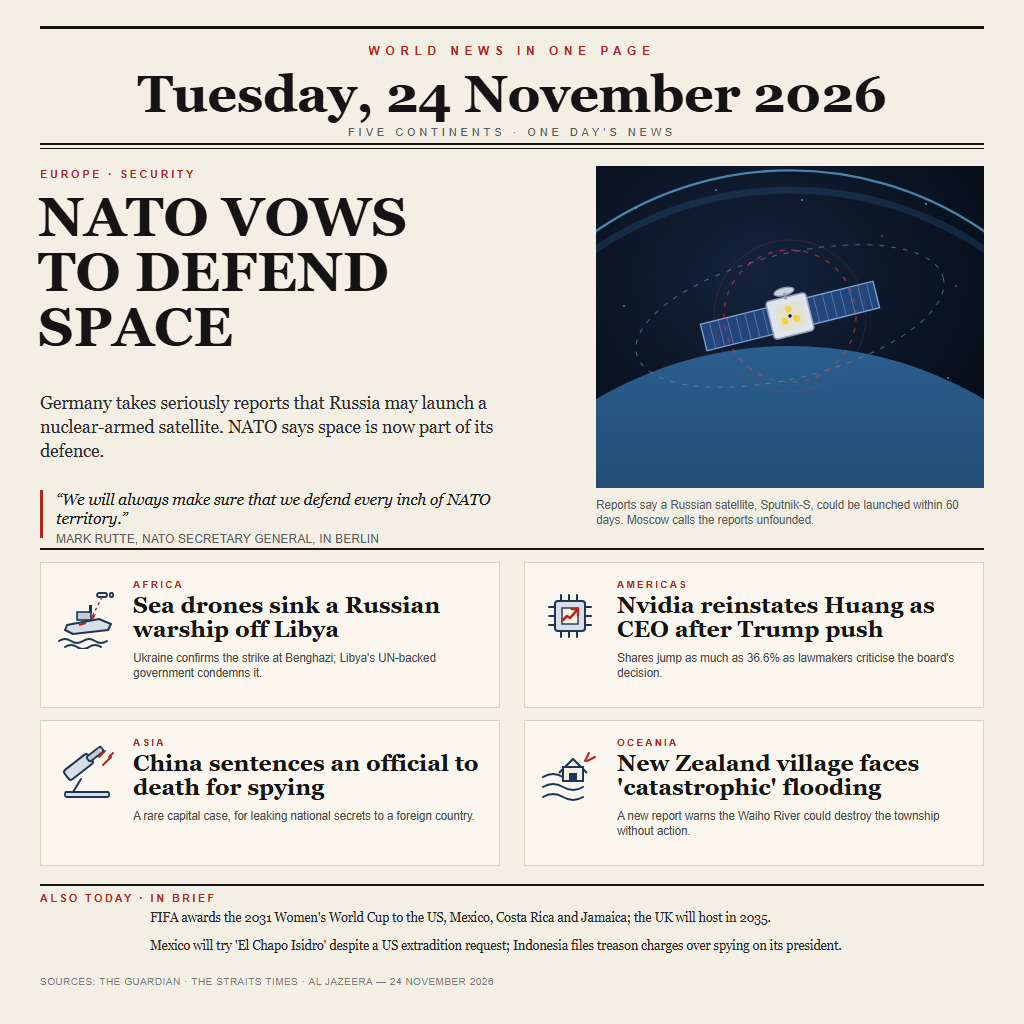 WORLD NEWS IN ONE PAGE
Tuesday, 24 November 2026
FIVE CONTINENTS · ONE DAY'S NEWS
EUROPE · SECURITY
NATO VOWS
TO DEFEND
SPACE
Germany takes seriously reports that Russia may launch a
nuclear-armed satellite. NATO says space is now part of its
defence.
“We will always make sure that we defend every inch of NATO
territory.”
MARK RUTTE, NATO SECRETARY GENERAL, IN BERLIN
Reports say a Russian satellite, Sputnik-S, could be launched within 60
days. Moscow calls the reports unfounded.
AFRICA
Sea drones sink a Russian
warship off Libya
Ukraine confirms the strike at Benghazi; Libya's UN-backed
government condemns it.
AMERICAS
Nvidia reinstates Huang as
CEO after Trump push
Shares jump as much as 36.6% as lawmakers criticise the board's
decision.
ASIA
China sentences an official to
death for spying
A rare capital case, for leaking national secrets to a foreign country.
OCEANIA
New Zealand village faces
'catastrophic' flooding
A new report warns the Waiho River could destroy the township
without action.
ALSO TODAY · IN BRIEF
FIFA awards the 2031 Women's World Cup to the US, Mexico, Costa Rica and Jamaica; the UK will host in 2035.
Mexico will try 'El Chapo Isidro' despite a US extradition request; Indonesia files treason charges over spying on its president.
SOURCES: THE GUARDIAN · THE STRAITS TIMES · AL JAZEERA — 24 NOVEMBER 2026